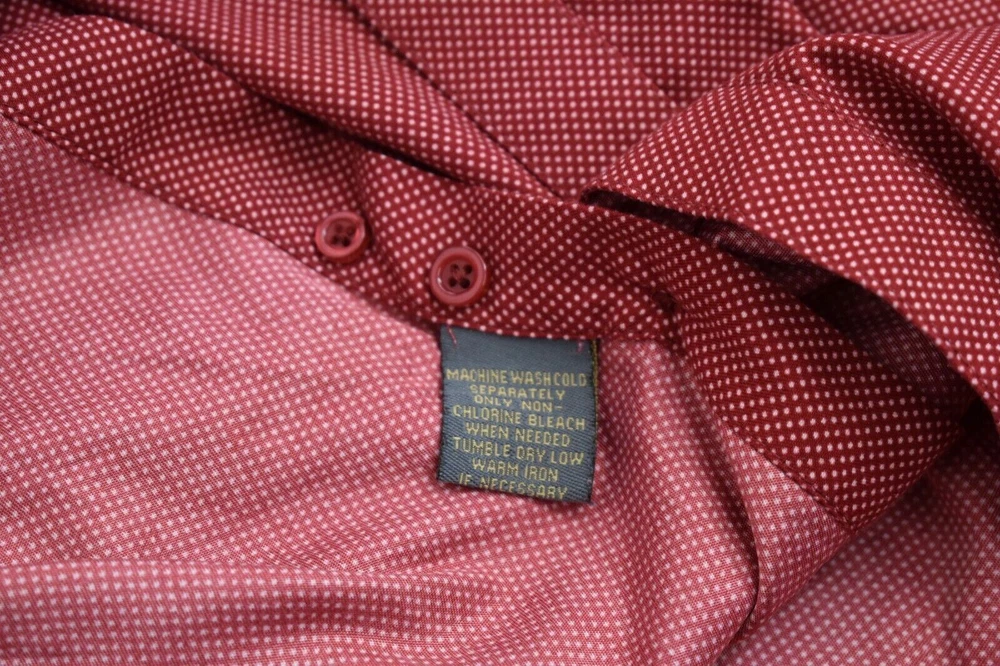 MACHINE WASH COLD
SEPARATELY
ONLY NON-
CHLORINE BLEACH
WHEN NEEDED
TUMBLE DRY LOW
WARM IRON
IF NECESSARY